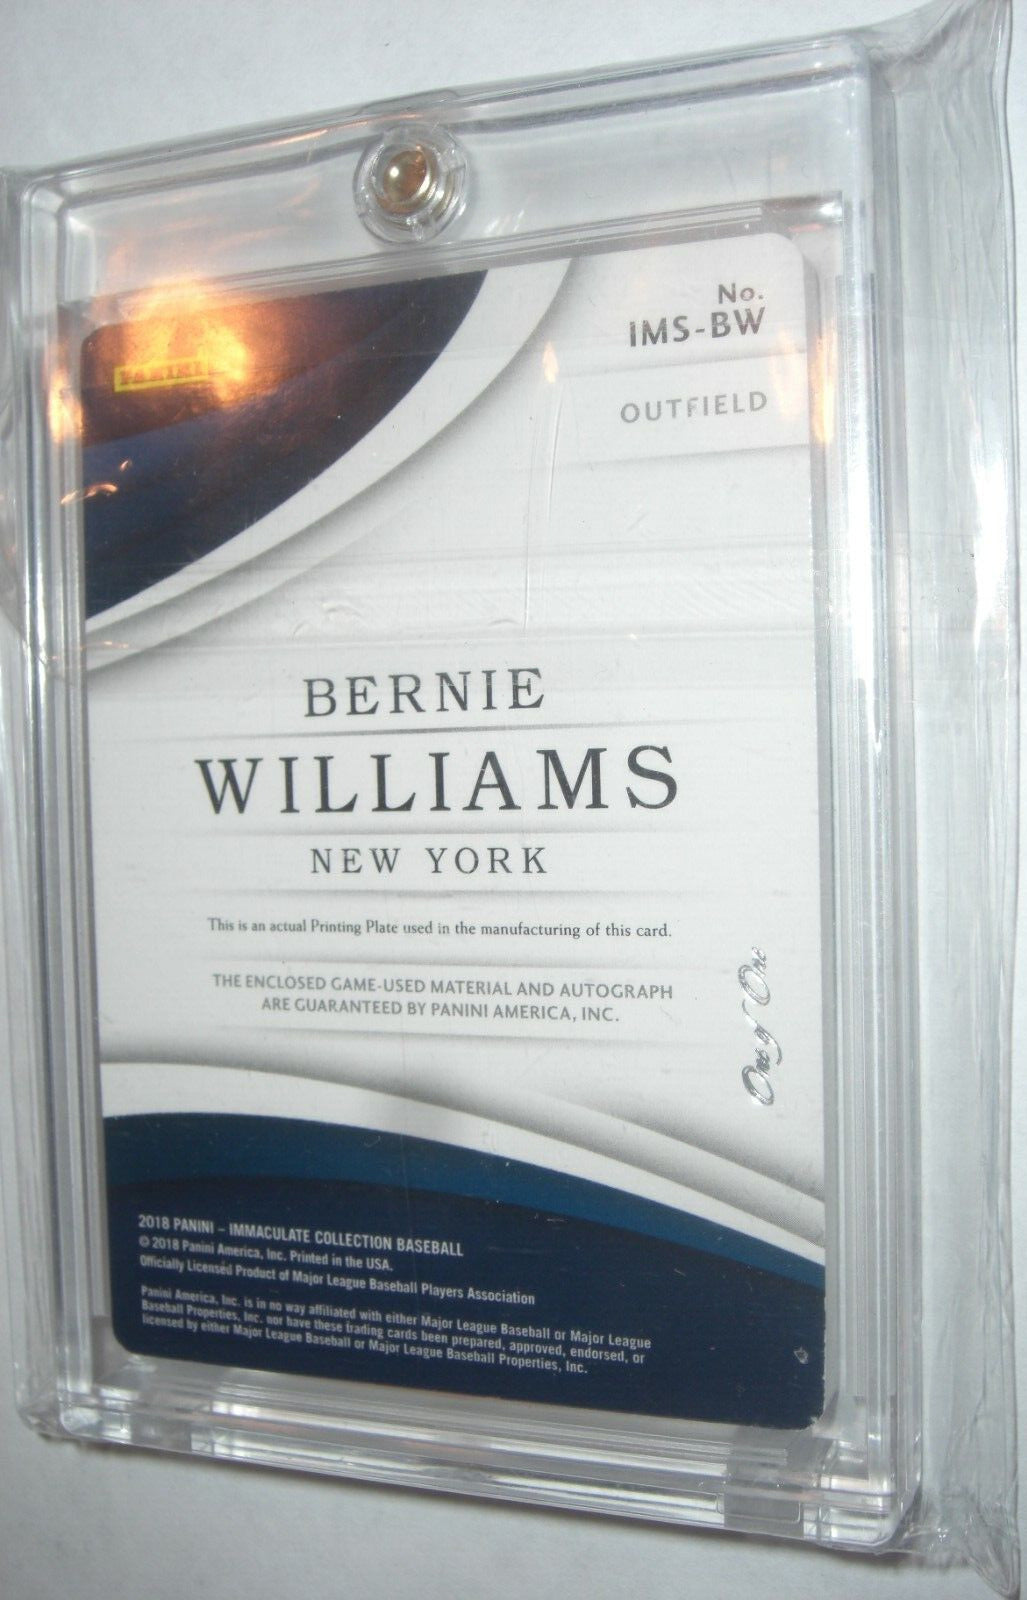 PANINI
No.
IMS-BW
OUTFIELD
BERNIE
WILLIAMS
NEW YORK
This is an actual Printing Plate used in the manufacturing of this card.
THE ENCLOSED GAME-USED MATERIAL AND AUTOGRAPH
ARE GUARANTEED BY PANINI AMERICA, INC.
One of One
2018 PANINI – IMMACULATE COLLECTION BASEBALL
© 2018 Panini America, Inc. Printed in the USA.
Officially Licensed Product of Major League Baseball Players Association
Panini America, Inc. is in no way affiliated with either Major League Baseball or Major League
Baseball Properties, Inc. nor have these trading cards been prepared, approved, endorsed, or
licensed by either Major League Baseball or Major League Baseball Properties, Inc.